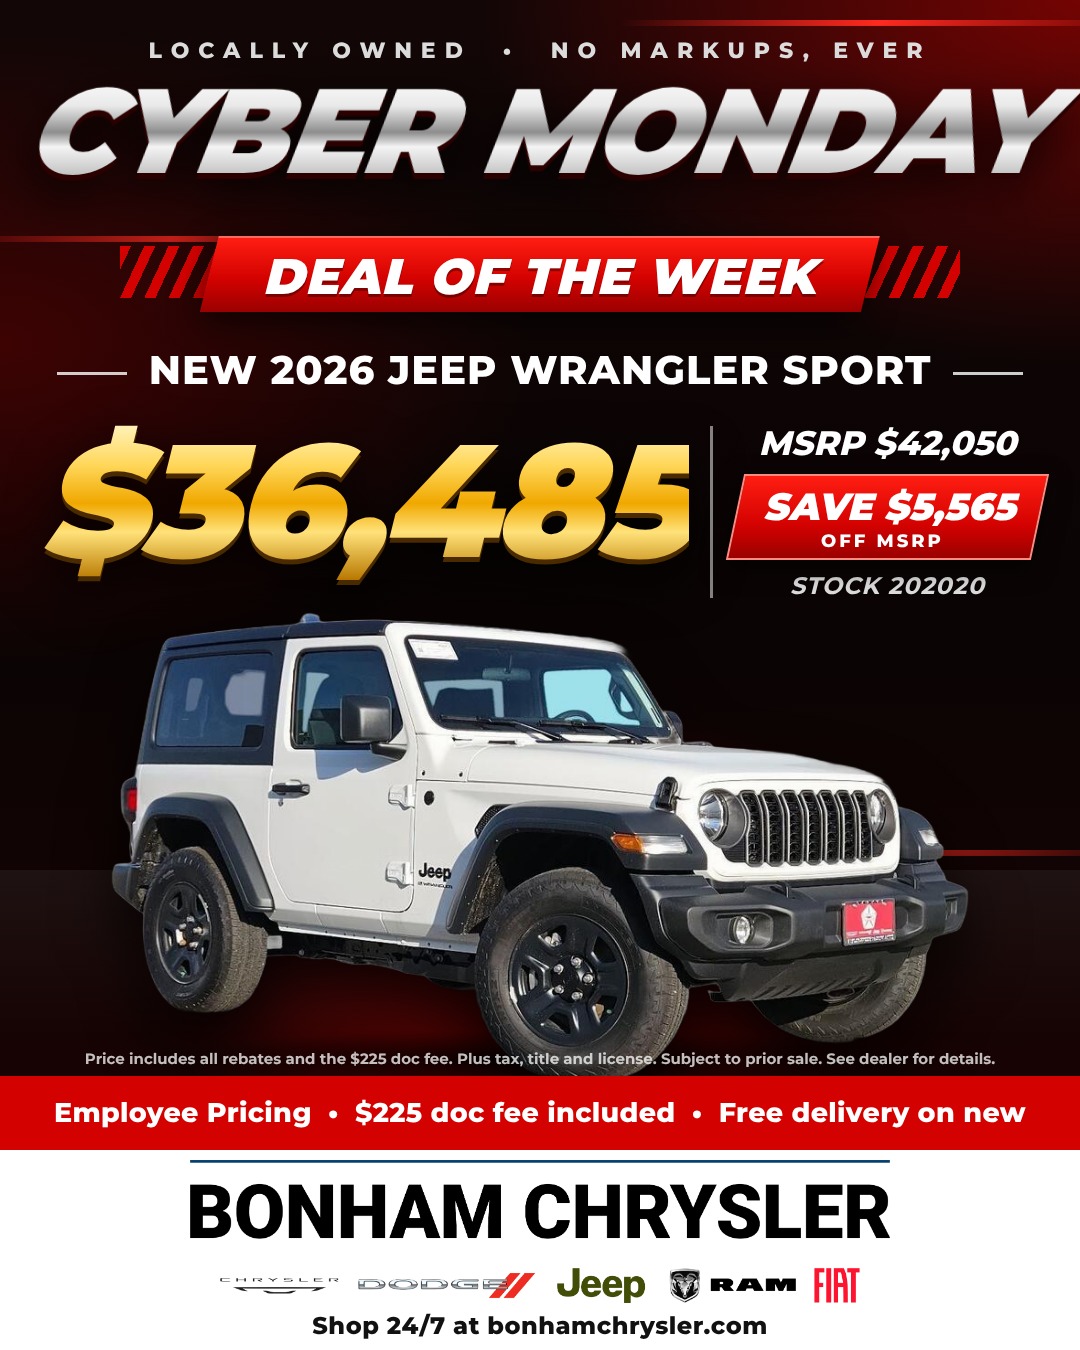 LOCALLY OWNED • NO MARKUPS, EVER
CYBER MONDAY
DEAL OF THE WEEK
NEW 2026 JEEP WRANGLER SPORT
$36,485
MSRP $42,050
SAVE $5,565
OFF MSRP
STOCK 202020
Jeep
WRANGLER
Price includes all rebates and the $225 doc fee. Plus tax, title and license. Subject to prior sale. See dealer for details.
Employee Pricing • $225 doc fee included • Free delivery on new
BONHAM CHRYSLER
CHRYSLER DODGE Jeep RAM FIAT
Shop 24/7 at bonhamchrysler.com